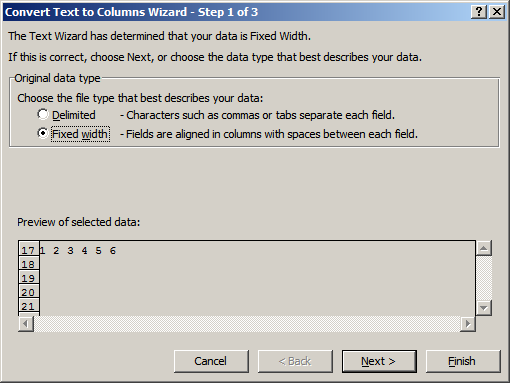 Convert Text to Columns Wizard - Step 1 of 3
The Text Wizard has determined that your data is Fixed Width.
If this is correct, choose Next, or choose the data type that best describes your data.
Original data type
Choose the file type that best describes your data:
Delimited - Characters such as commas or tabs separate each field.
Fixed width - Fields are aligned in columns with spaces between each field.
Preview of selected data:
17 1 2 3 4 5 6
18
19
20
21
Cancel < Back Next > Finish